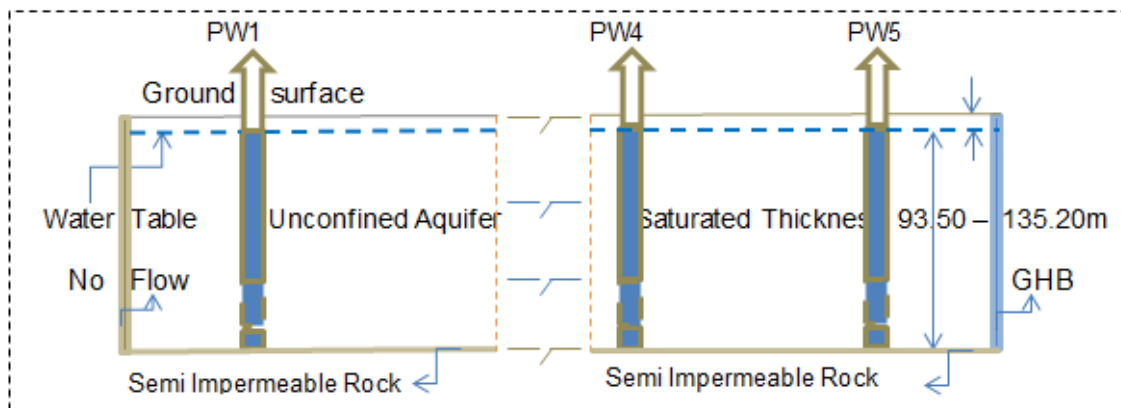 PW1 PW4 PW5
Ground surface
Water Table Unconfined Aquifer Saturated Thicknes 93.50 – 135.20m
No Flow GHB
Semi Impermeable Rock Semi Impermeable Rock